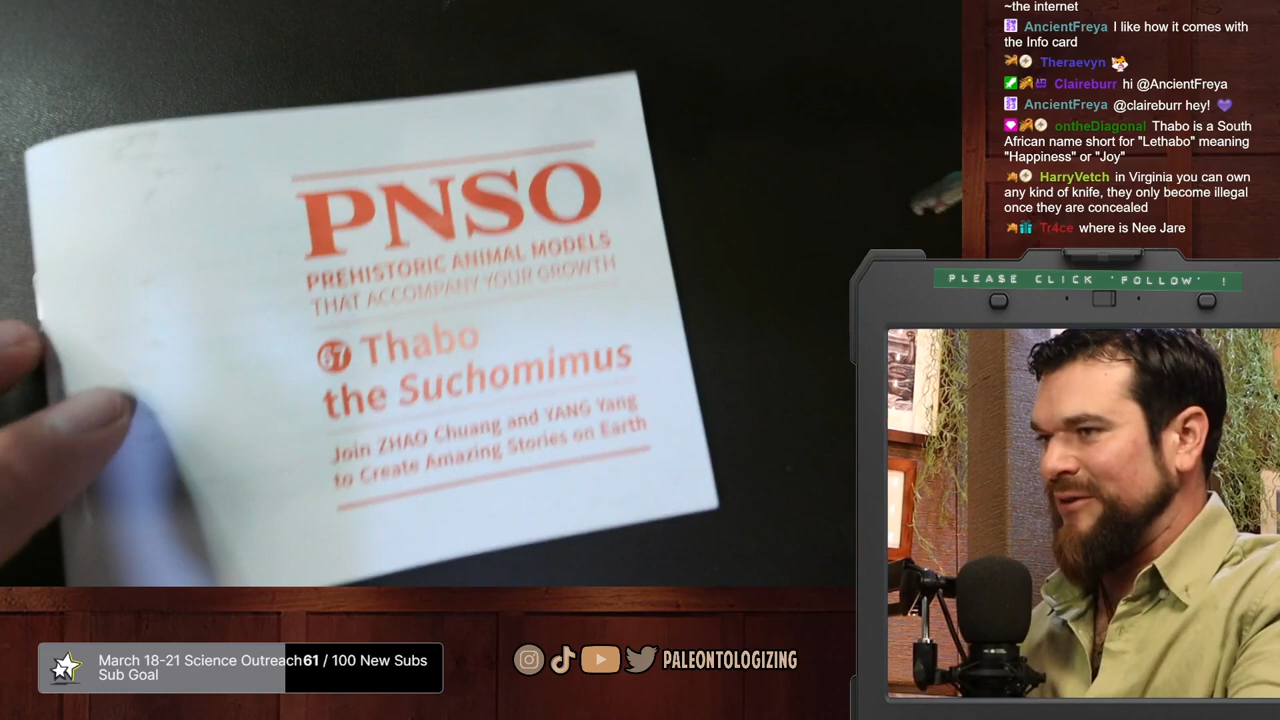 PNSO
PREHISTORIC ANIMAL MODELS
THAT ACCOMPANY YOUR GROWTH
67 Thabo
the Suchomimus
Join ZHAO Chuang and YANG Yang
to Create Amazing Stories on Earth
~the internet
AncientFreya I like how it comes with
the Info card
Theraevyn
Claireburr hi @AncientFreya
AncientFreya @claireburr hey!
ontheDiagonal Thabo is a South
African name short for "Lethabo" meaning
"Happiness" or "Joy"
HarryVetch in Virginia you can own
any kind of knife, they only become illegal
once they are concealed
Tr4ce where is Nee Jare
PLEASE CLICK 'FOLLOW' !
March 18-21 Science Outreach 61 / 100 New Subs
Sub Goal
PALEONTOLOGIZING